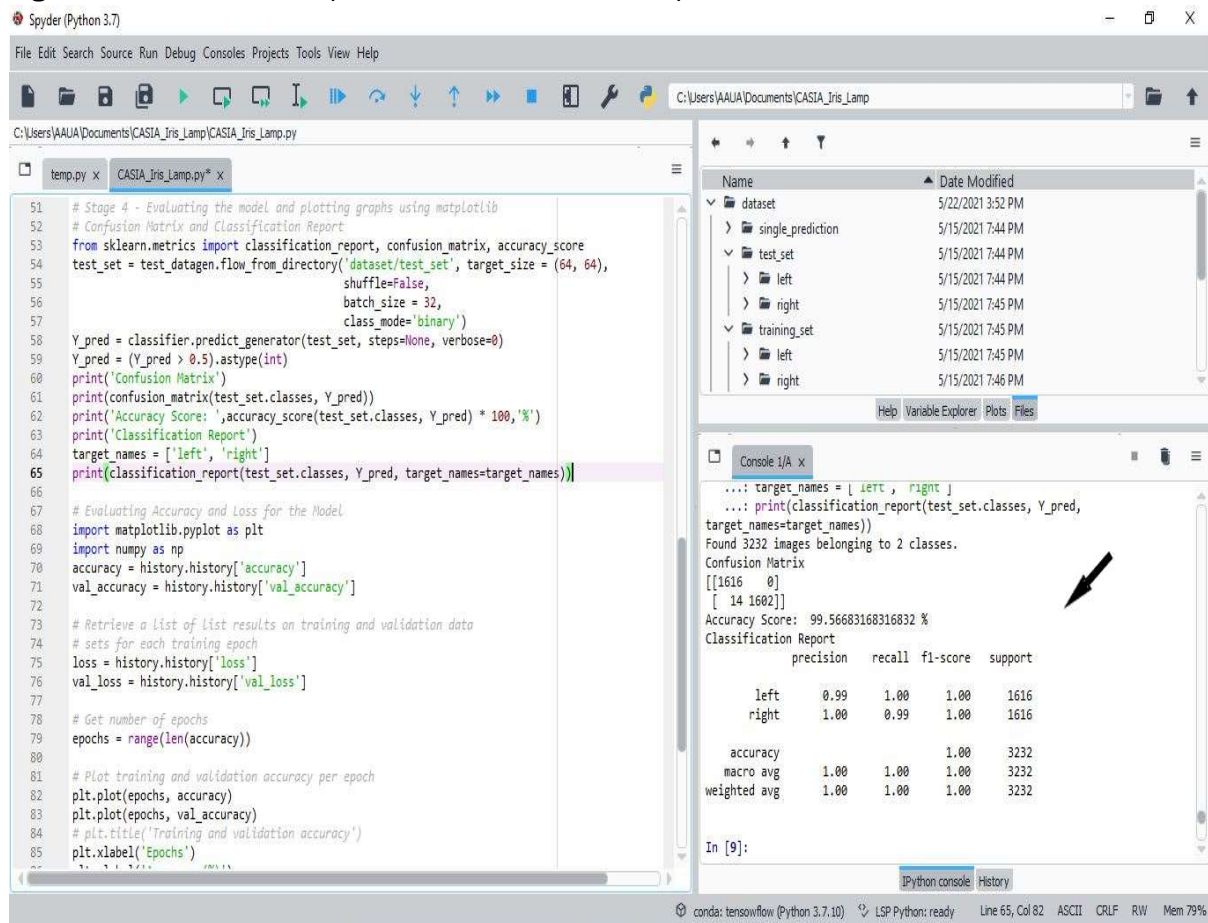 Spyder (Python 3.7)
File Edit Search Source Run Debug Consoles Projects Tools View Help
C:\Users\AAUA\Documents\CASIA_Iris_Lamp
C:\Users\AAUA\Documents\CASIA_Iris_Lamp\CASIA_Iris_Lamp.py
temp.py x CASIA_Iris_Lamp.py* x
51 # Stage 4 - Evaluating the model and plotting graphs using matplotlib
52 # Confusion Matrix and Classification Report
53 from sklearn.metrics import classification_report, confusion_matrix, accuracy_score
54 test_set = test_datagen.flow_from_directory('dataset/test_set', target_size = (64, 64),
55 shuffle=False,
56 batch_size = 32,
57 class_mode='binary')
58 Y_pred = classifier.predict_generator(test_set, steps=None, verbose=0)
59 Y_pred = (Y_pred > 0.5).astype(int)
60 print('Confusion Matrix')
61 print(confusion_matrix(test_set.classes, Y_pred))
62 print('Accuracy Score: ',accuracy_score(test_set.classes, Y_pred) * 100,'%')
63 print('Classification Report')
64 target_names = ['left', 'right']
65 print(classification_report(test_set.classes, Y_pred, target_names=target_names))
66
67 # Evaluating Accuracy and Loss for the Model
68 import matplotlib.pyplot as plt
69 import numpy as np
70 accuracy = history.history['accuracy']
71 val_accuracy = history.history['val_accuracy']
72
73 # Retrieve a list of list results on training and validation data
74 # sets for each training epoch
75 loss = history.history['loss']
76 val_loss = history.history['val_loss']
77
78 # Get number of epochs
79 epochs = range(len(accuracy))
80
81 # Plot training and validation accuracy per epoch
82 plt.plot(epochs, accuracy)
83 plt.plot(epochs, val_accuracy)
84 # plt.title('Training and validation accuracy')
85 plt.xlabel('Epochs')
Name Date Modified
dataset 5/22/2021 3:52 PM
single_prediction 5/15/2021 7:44 PM
test_set 5/15/2021 7:44 PM
left 5/15/2021 7:44 PM
right 5/15/2021 7:45 PM
training_set 5/15/2021 7:45 PM
left 5/15/2021 7:45 PM
right 5/15/2021 7:46 PM
Help Variable Explorer Plots Files
Console 1/A x
...: target_names = ['left', 'right']
...: print(classification_report(test_set.classes, Y_pred,
target_names=target_names))
Found 3232 images belonging to 2 classes.
Confusion Matrix
[[1616 0]
[ 14 1602]]
Accuracy Score: 99.56683168316832 %
Classification Report
precision recall f1-score support
left 0.99 1.00 1.00 1616
right 1.00 0.99 1.00 1616
accuracy 1.00 3232
macro avg 1.00 1.00 1.00 3232
weighted avg 1.00 1.00 1.00 3232
In [9]:
IPython console History
conda: tensowflow (Python 3.7.10) LSP Python: ready Line 65, Col 82 ASCII CRLF RW Mem 79%